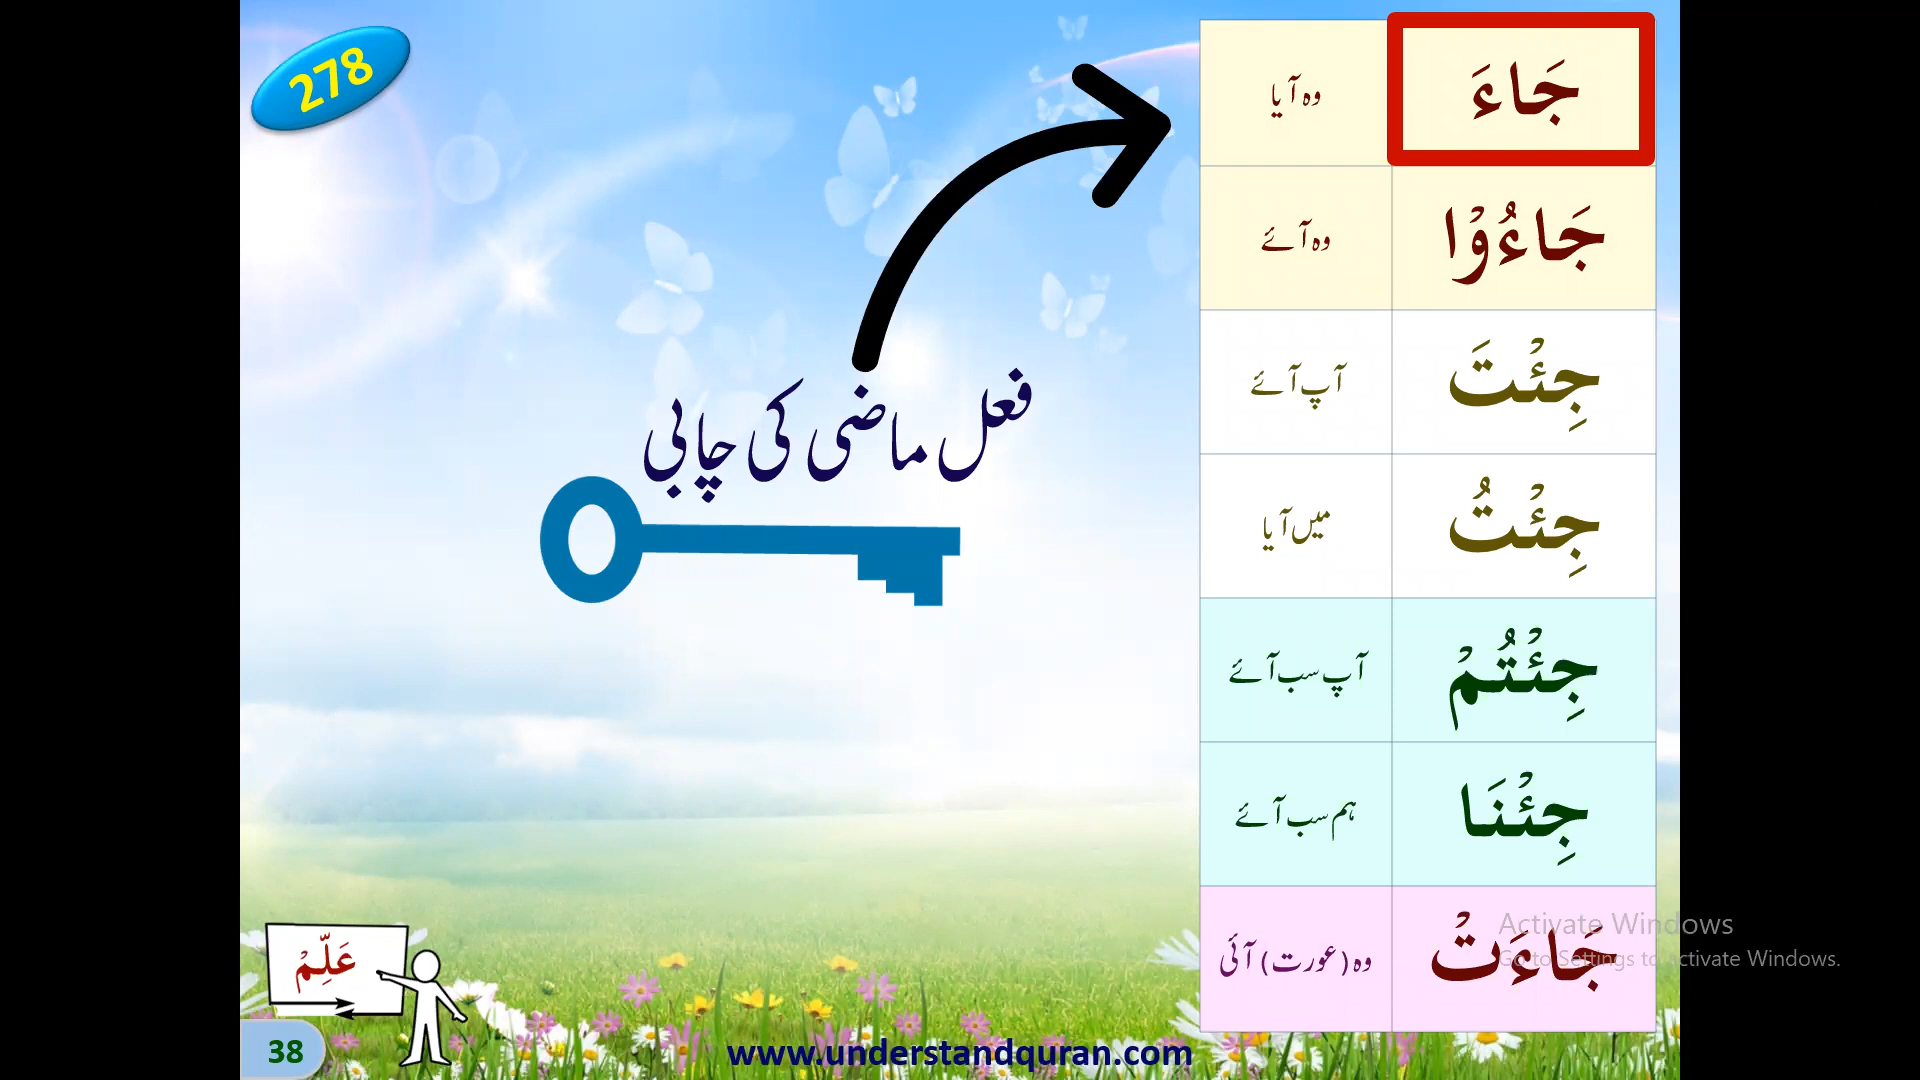 278
جَاءَ وہ آیا
جَاءُوْا وہ آئے
جِئْتَ آپ آئے
جِئْتُ میں آیا
جِئْتُمْ آپ سب آئے
جِئْنَا ہم سب آئے
جَاءَتْ وہ (عورت) آئی
فعل ماضی کی چابی
عَلِّمْ
38
www.understandquran.com
Activate Windows
Go to Settings to activate Windows.